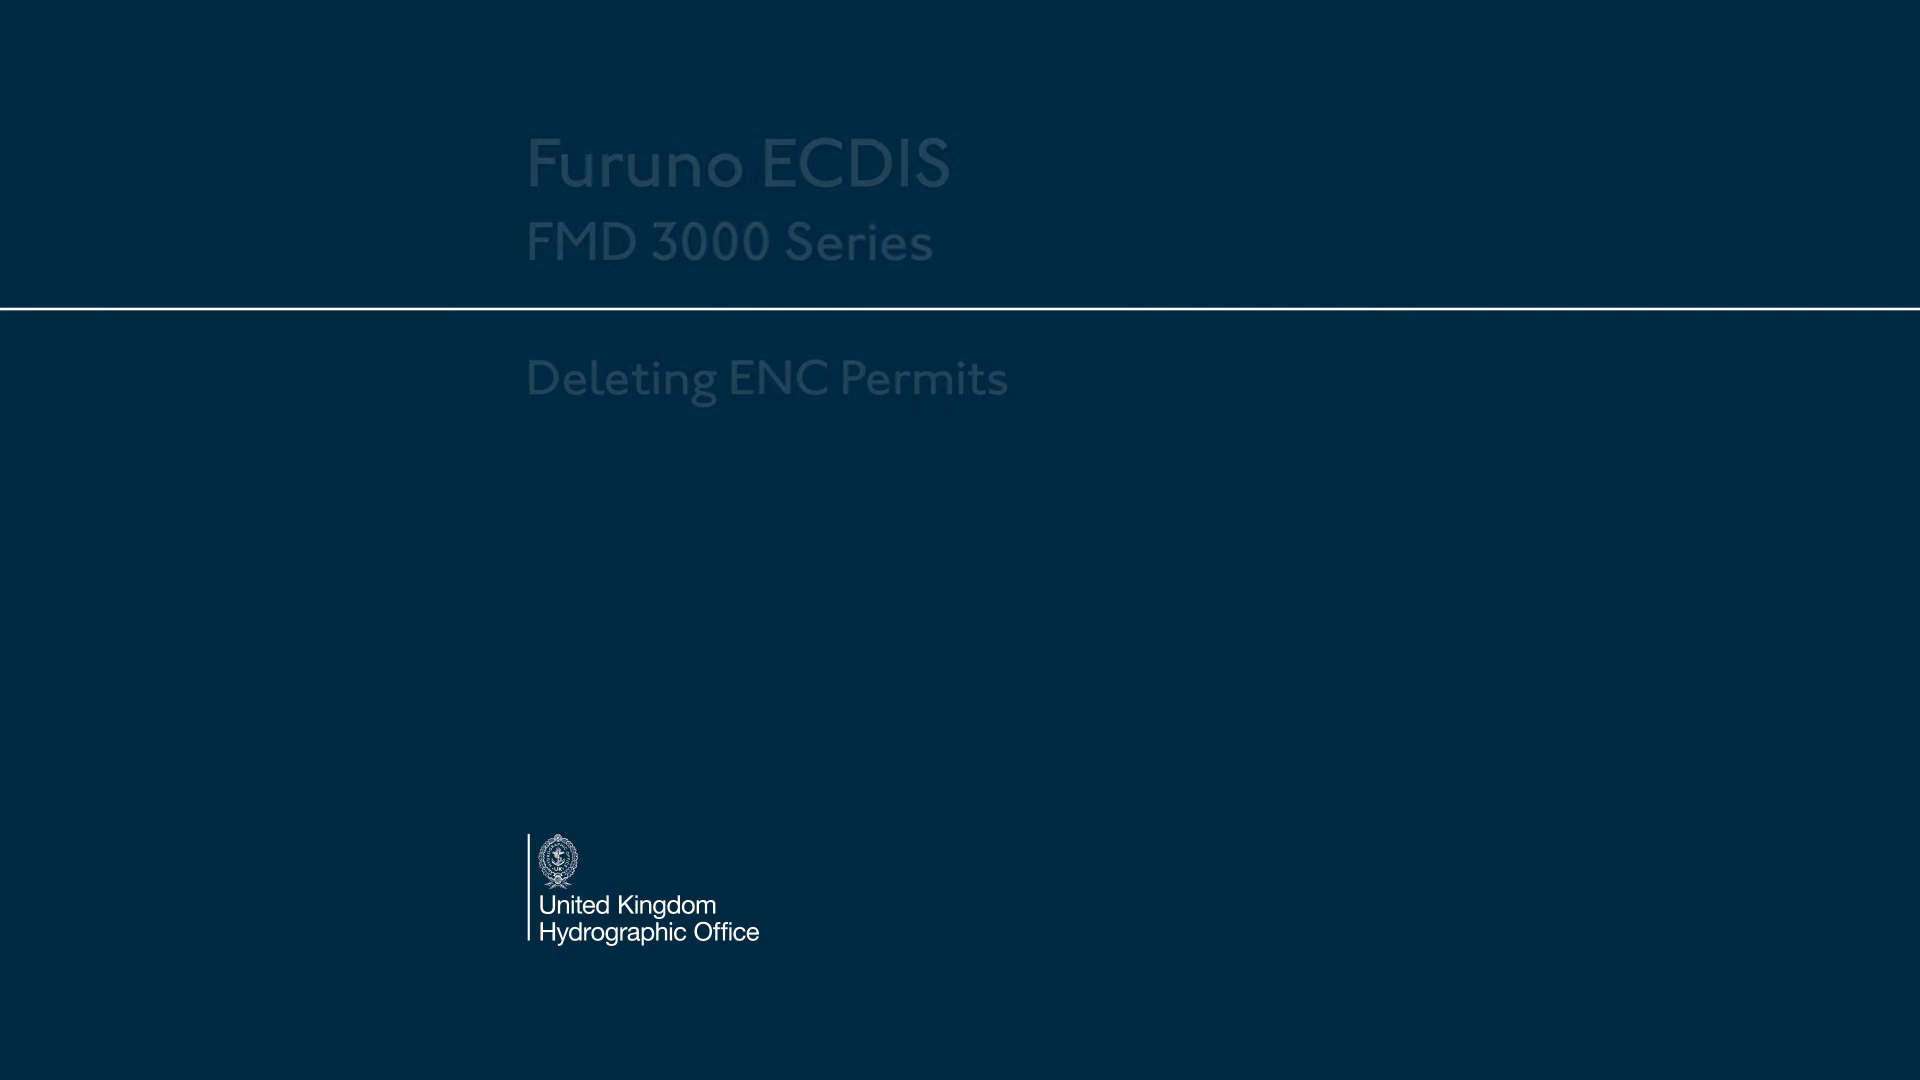 Furuno ECDIS
FMD 3000 Series
Deleting ENC Permits
United Kingdom
Hydrographic Office